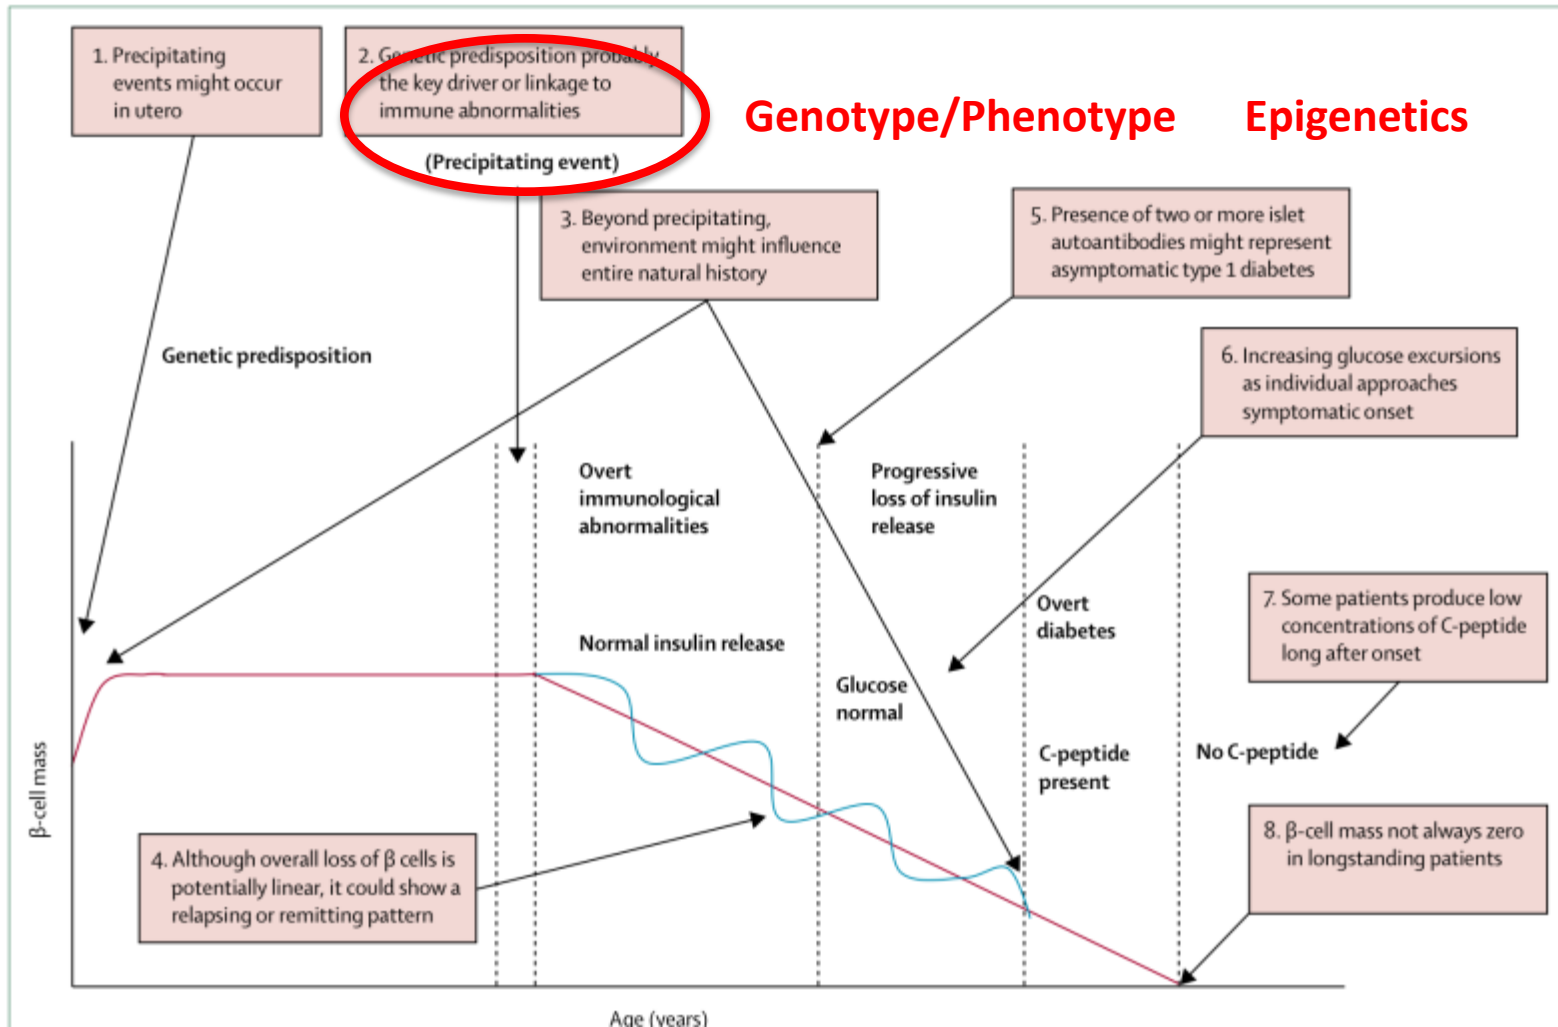 1. Precipitating
events might occur
in utero
2. Genetic predisposition probably
the key driver or linkage to
immune abnormalities
Genotype/Phenotype
Epigenetics
(Precipitating event)
3. Beyond precipitating,
environment might influence
entire natural history
5. Presence of two or more islet
autoantibodies might represent
asymptomatic type 1 diabetes
Genetic predisposition
6. Increasing glucose excursions
as individual approaches
symptomatic onset
Overt
immunological
abnormalities
Progressive
loss of insulin
release
Normal insulin release
Glucose
normal
Overt
diabetes
7. Some patients produce low
concentrations of C-peptide
long after onset
C-peptide
present
No C-peptide
β-cell mass
4. Although overall loss of β cells is
potentially linear, it could show a
relapsing or remitting pattern
8. β-cell mass not always zero
in longstanding patients
Age (years)